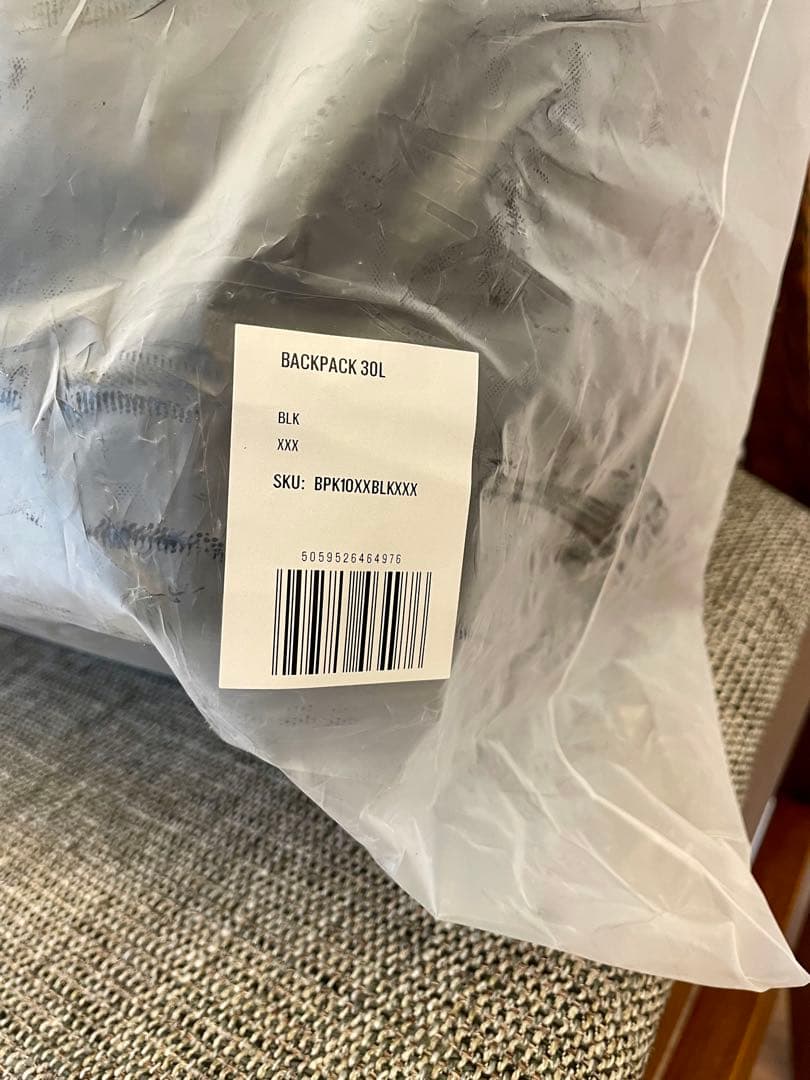 BACKPACK 30L
BLK
XXX
SKU: BPK10XXBLKXXX
5059526464976